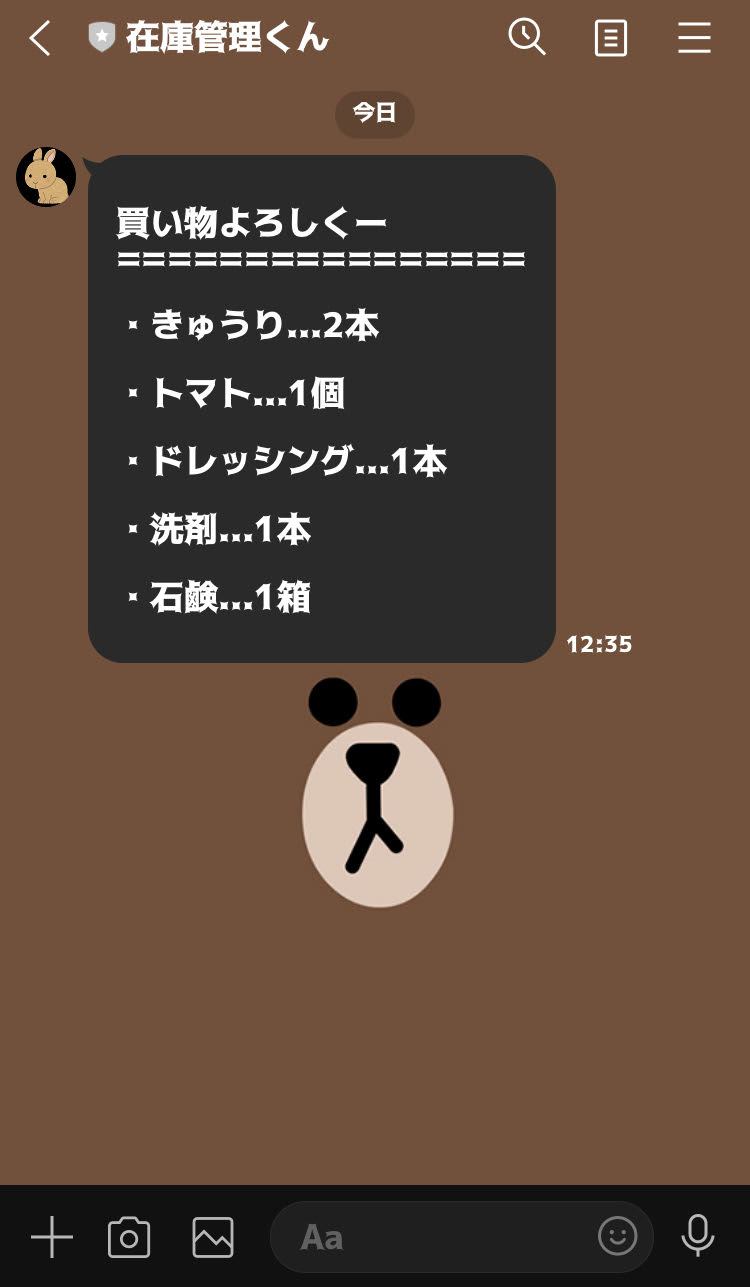 在庫管理くん
今日
買い物よろしくー
================
・きゅうり...2本
・トマト...1個
・ドレッシング...1本
・洗剤...1本
・石鹸...1箱
12:35
Aa